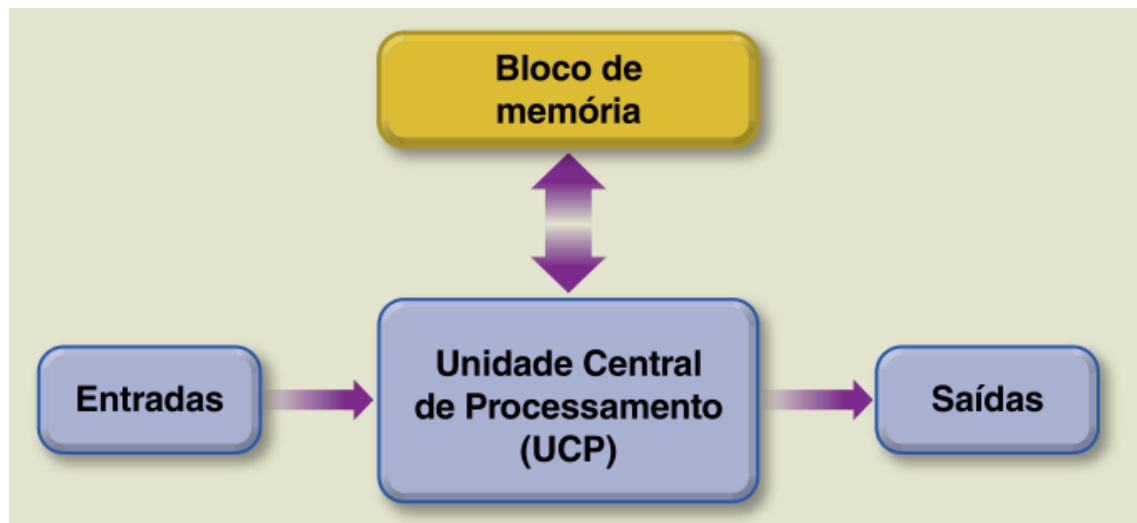 Bloco de
memória
Entradas
Unidade Central
de Processamento
(UCP)
Saídas